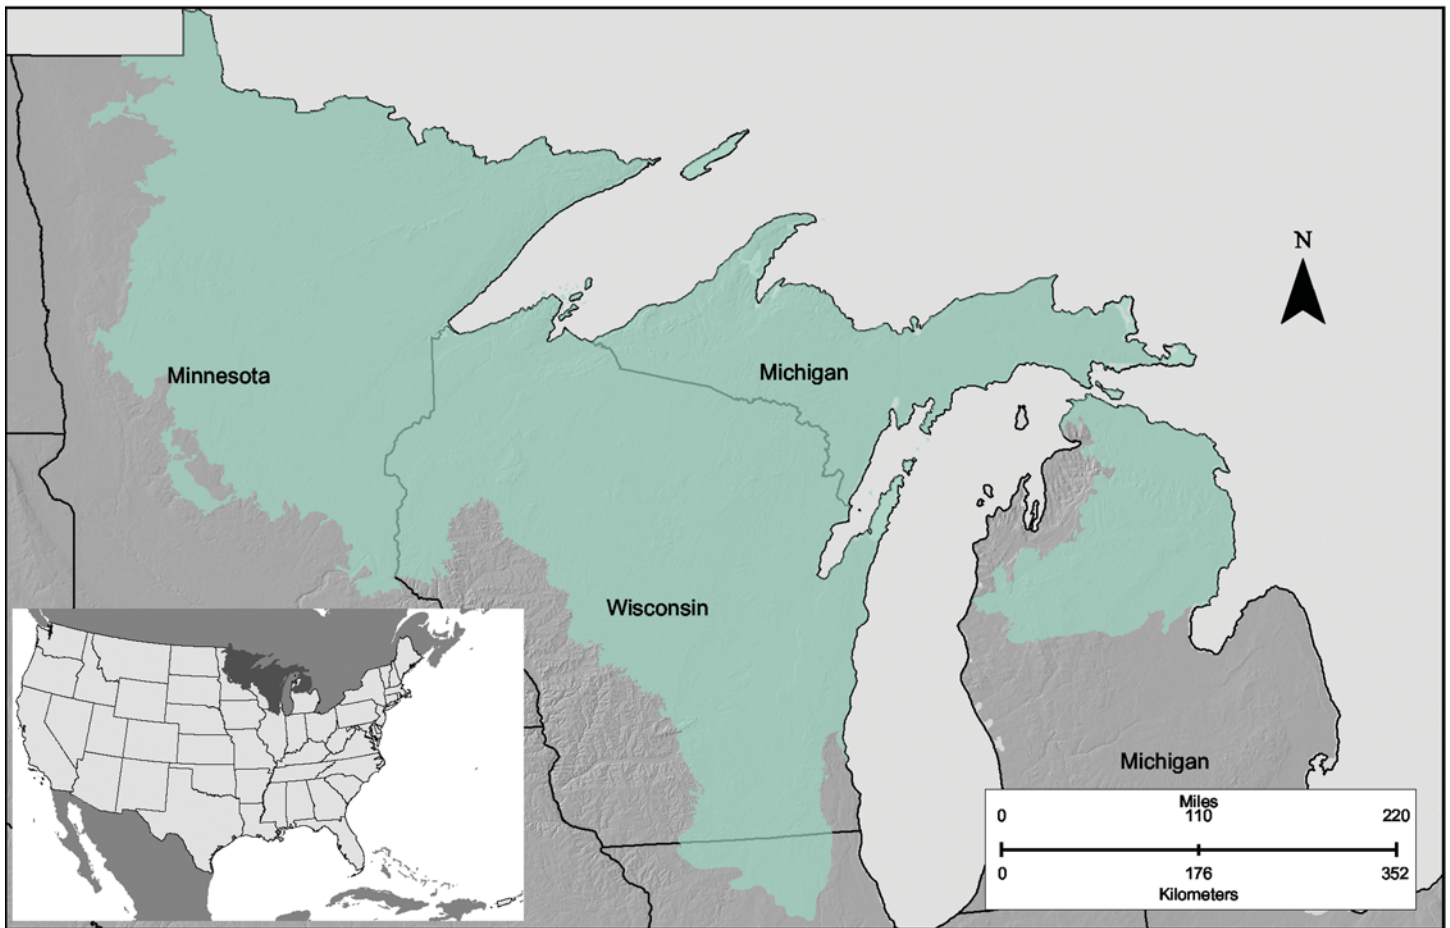 N
Michigan
Minnesota
Wisconsin
Michigan
Miles
0 110 220
0 176 352
Kilometers